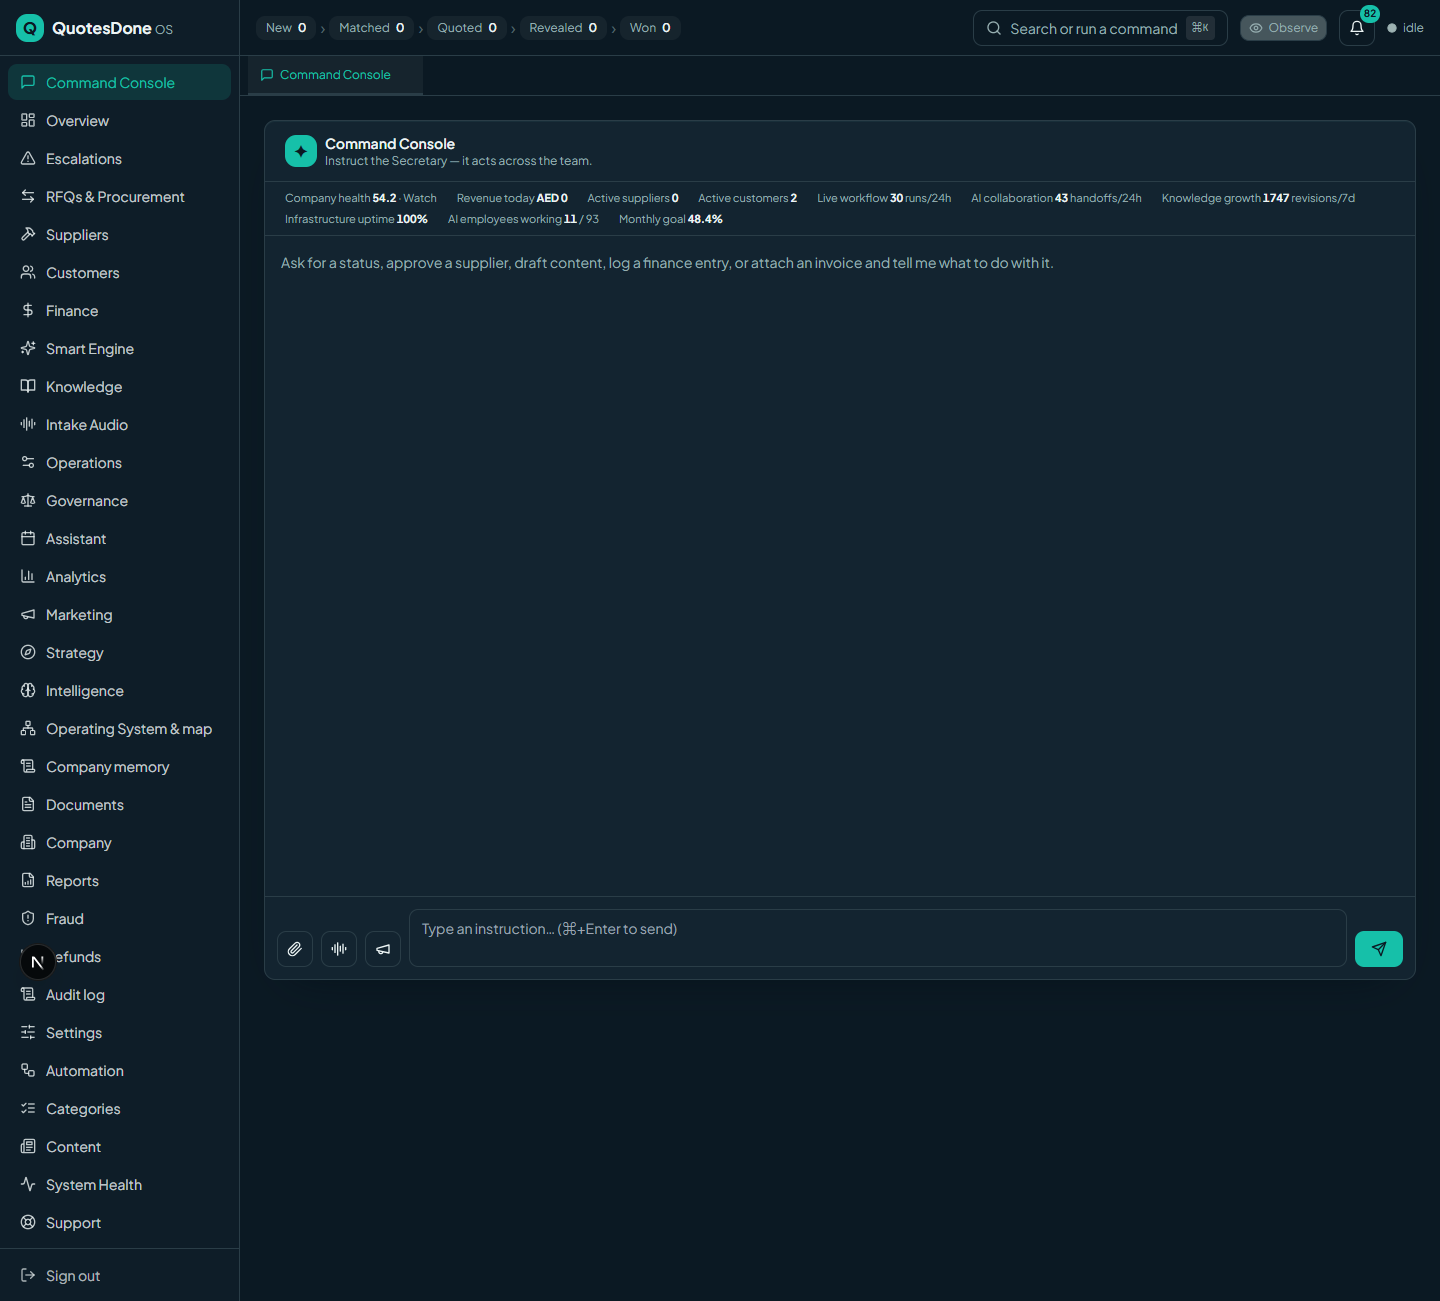 QuotesDone OS
New 0 › Matched 0 › Quoted 0 › Revealed 0 › Won 0
Search or run a command ⌘K
Observe
82
idle
Command Console
Overview
Escalations
RFQs & Procurement
Suppliers
Customers
Finance
Smart Engine
Knowledge
Intake Audio
Operations
Governance
Assistant
Analytics
Marketing
Strategy
Intelligence
Operating System & map
Company memory
Documents
Company
Reports
Fraud
N
efunds
Audit log
Settings
Automation
Categories
Content
System Health
Support
Sign out
Command Console
Command Console
Instruct the Secretary — it acts across the team.
Company health 54.2 · Watch Revenue today AED 0 Active suppliers 0 Active customers 2 Live workflow 30 runs/24h AI collaboration 43 handoffs/24h Knowledge growth 1747 revisions/7d
Infrastructure uptime 100% AI employees working 11 / 93 Monthly goal 48.4%
Ask for a status, approve a supplier, draft content, log a finance entry, or attach an invoice and tell me what to do with it.
Type an instruction… (⌘+Enter to send)